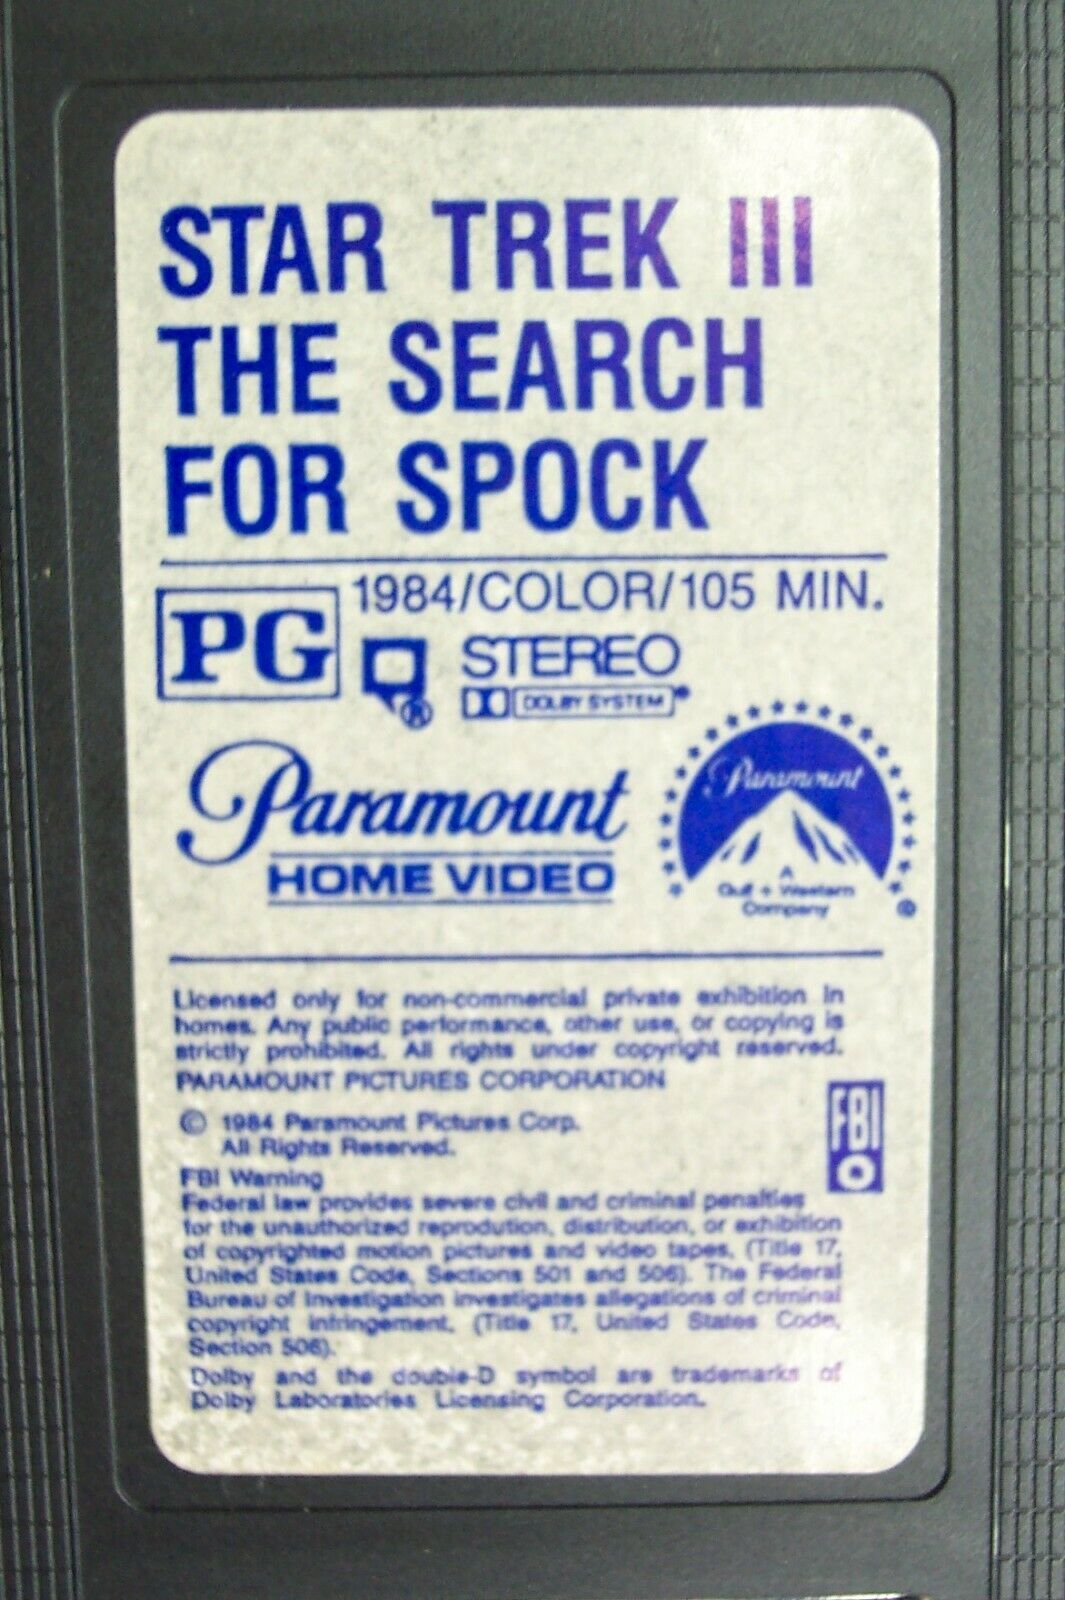 STAR TREK III
THE SEARCH
FOR SPOCK
PG
1984/COLOR/105 MIN.
STEREO
DOLBY SYSTEM®
®
Paramount
HOME VIDEO
Paramount
A
Gulf + Western
Company
®
Licensed only for non-commercial private exhibition in
homes. Any public performance, other use, or copying is
strictly prohibited. All rights under copyright reserved.
PARAMOUNT PICTURES CORPORATION
© 1984 Paramount Pictures Corp.
All Rights Reserved.
FBI
FBI Warning
Federal law provides severe civil and criminal penalties
for the unauthorized reprodution, distribution, or exhibition
of copyrighted motion pictures and video tapes, (Title 17,
United States Code, Sections 501 and 506). The Federal
Bureau of Investigation investigates allegations of criminal
copyright infringement, (Title 17, United States Code,
Section 506).
Dolby and the double-D symbol are trademarks of
Dolby Laboratories Licensing Corporation.